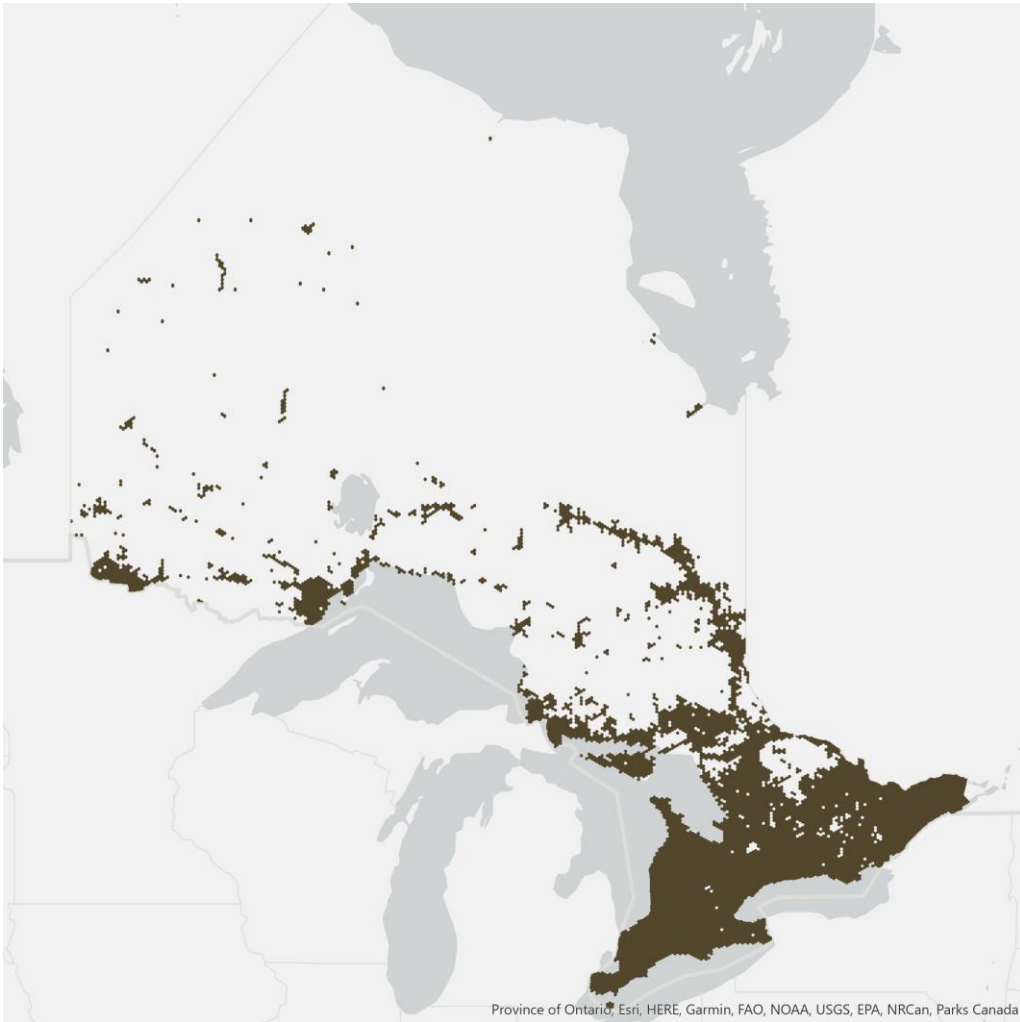 Province of Ontario, Esri, HERE, Garmin, FAO, NOAA, USGS, EPA, NRCan, Parks Canada